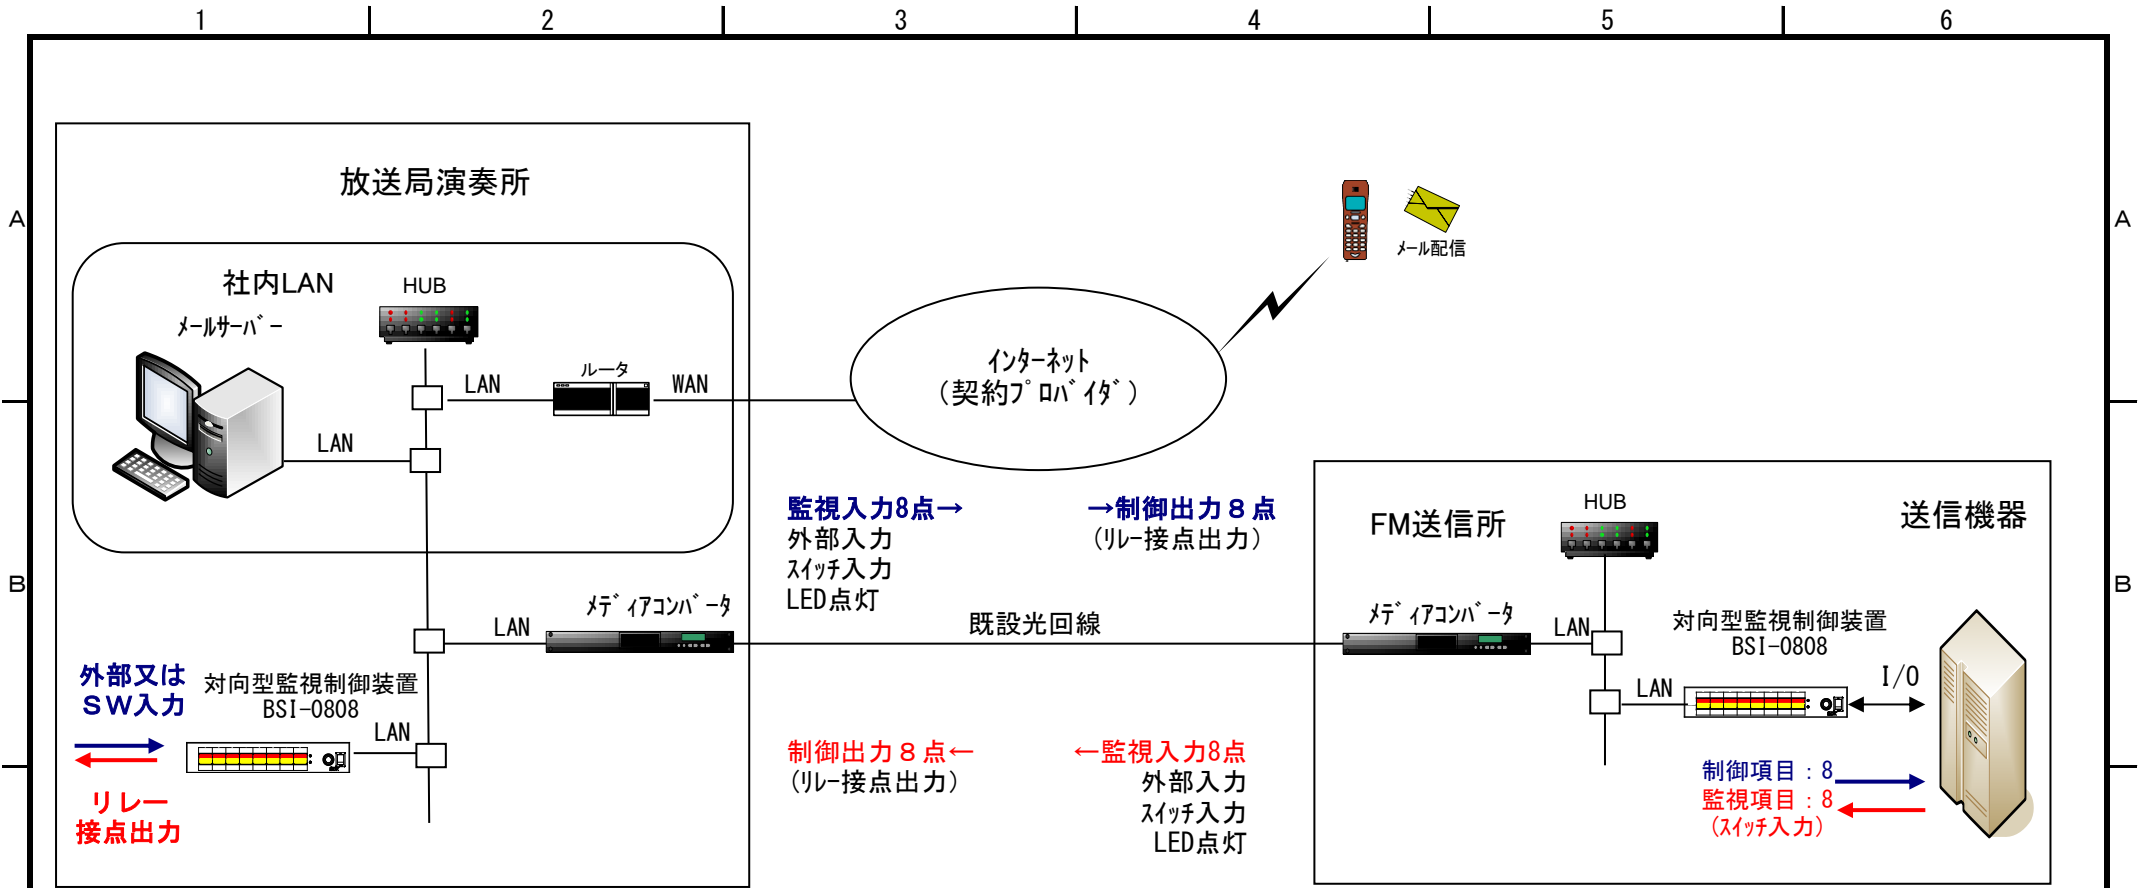 1
2
3
4
5
6
A
A
放送局演奏所
社内LAN
HUB
メールサーバー
LAN
ルータ
WAN
LAN
インターネット
(契約プロバイダ)
メール配信
B
B
監視入力8点→
外部入力
スイッチ入力
LED点灯
→制御出力８点
(リレー接点出力)
FM送信所
HUB
送信機器
LAN
メディアコンバータ
既設光回線
メディアコンバータ
LAN
対向型監視制御装置
BSI-0808
LAN
I/O
外部又は
ＳＷ入力
対向型監視制御装置
BSI-0808
LAN
リレー
接点出力
制御出力８点←
(リレー接点出力)
←監視入力8点
外部入力
スイッチ入力
LED点灯
制御項目：8
監視項目：8
(スイッチ入力)